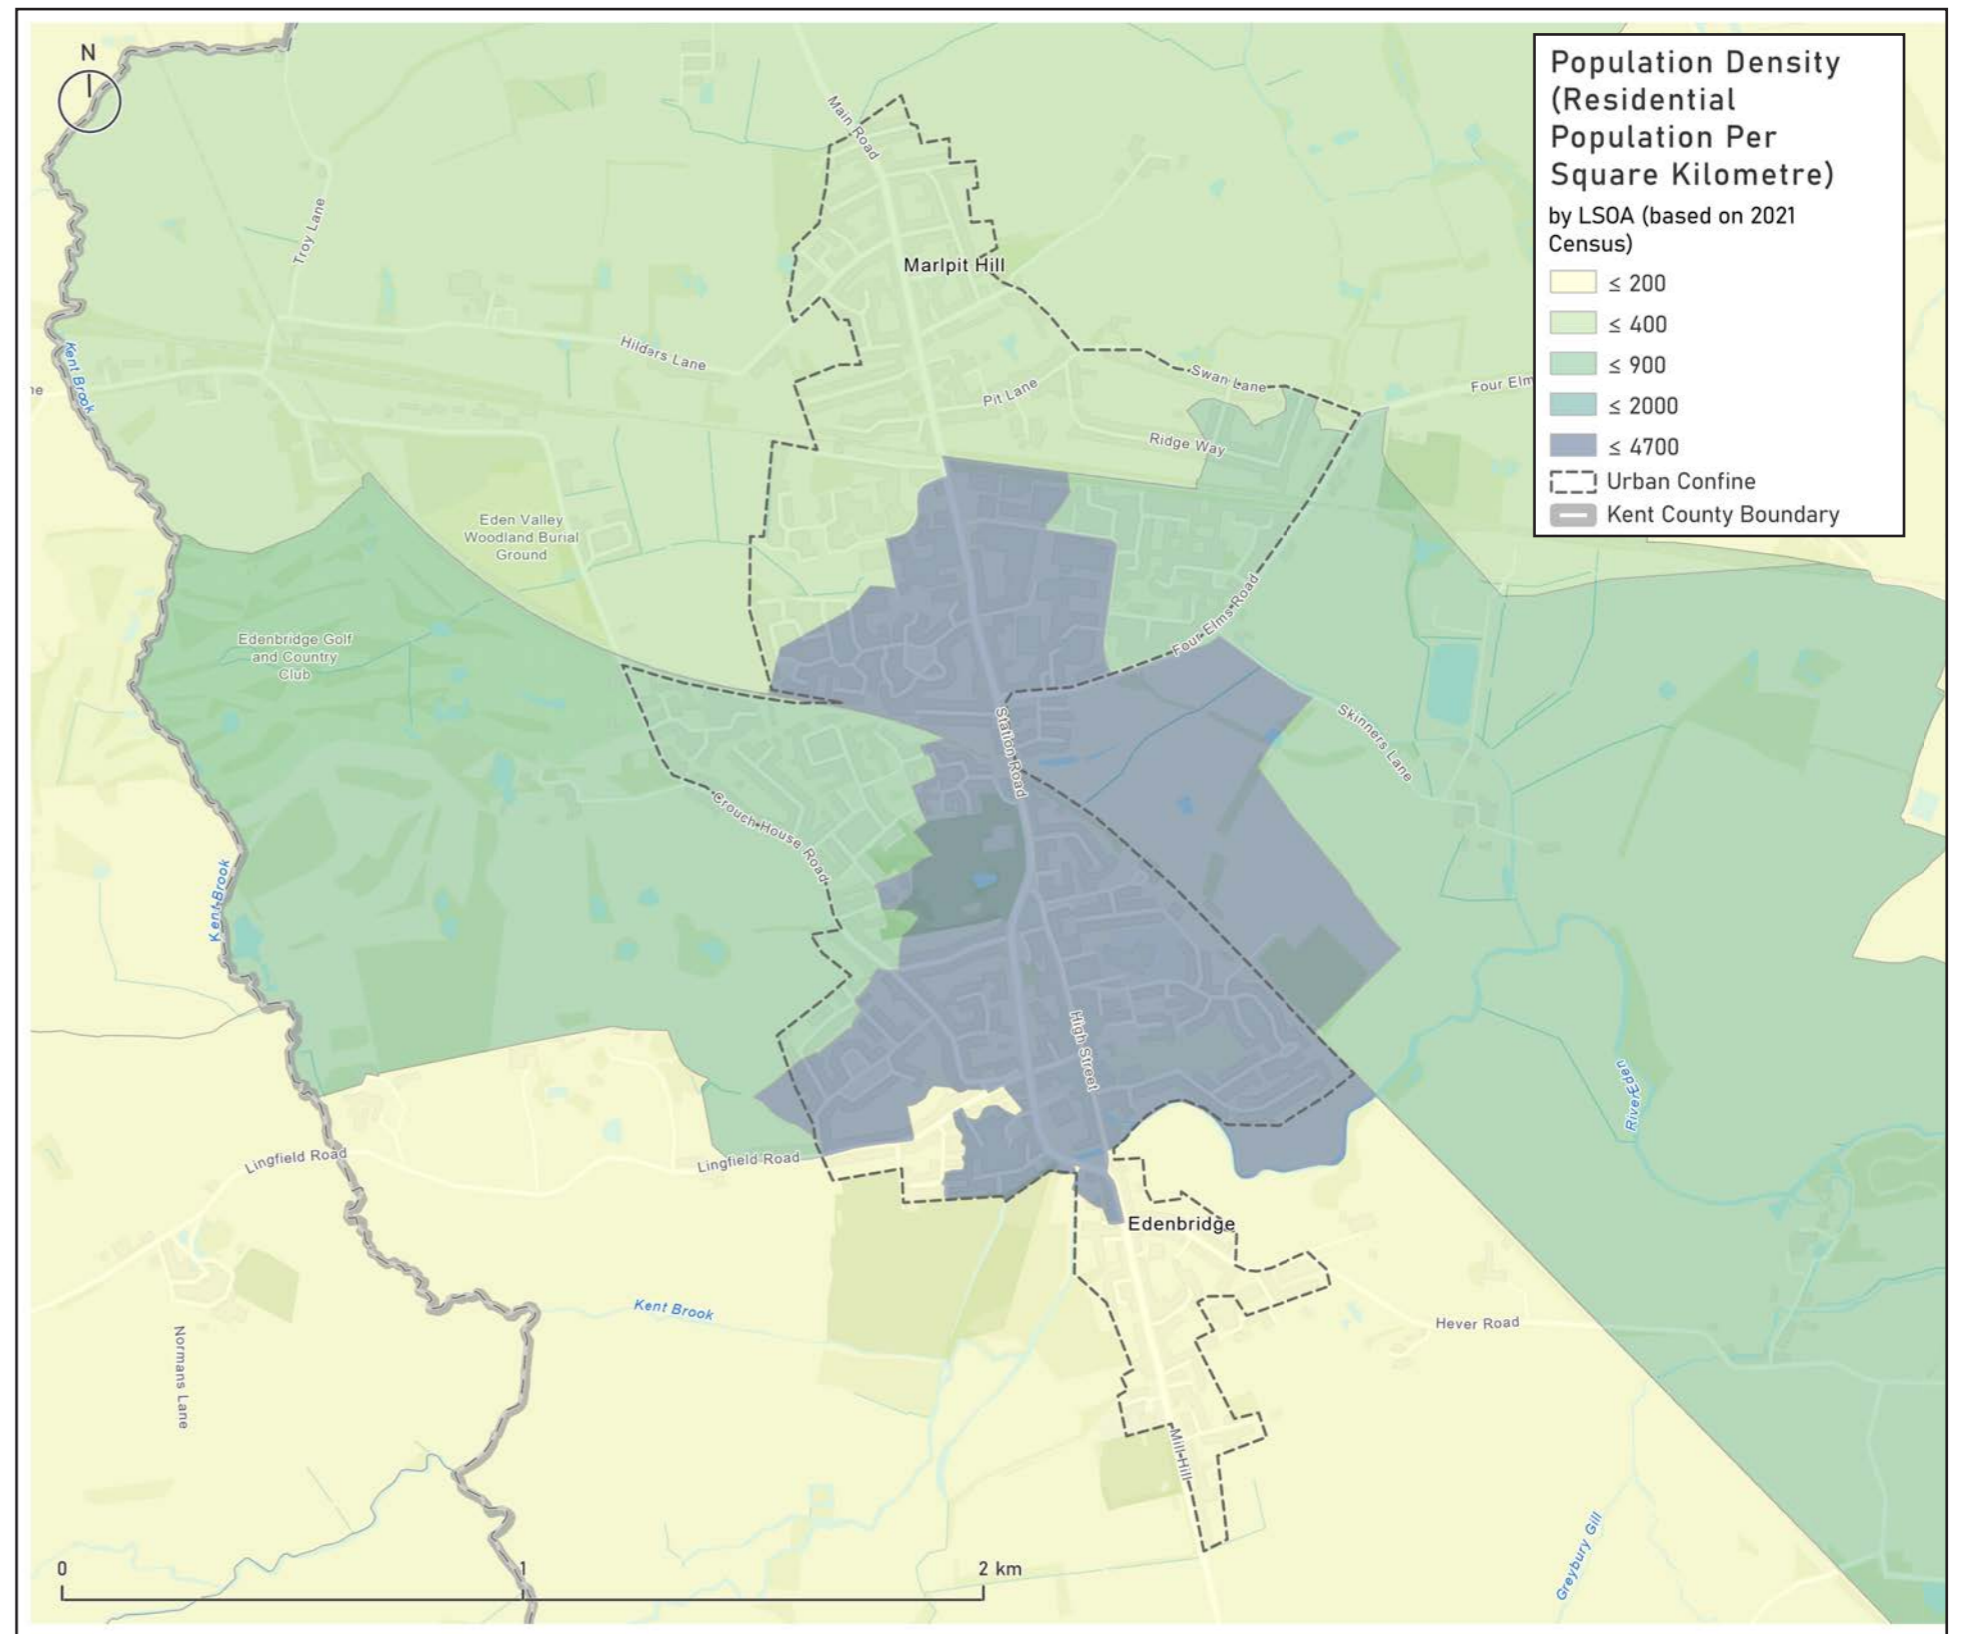 N
Population Density
(Residential
Population Per
Square Kilometre)
by LSOA (based on 2021
Census)
≤ 200
≤ 400
≤ 900
≤ 2000
≤ 4700
Urban Confine
Kent County Boundary
Main Road
Troy Lane
Marlpit Hill
Hilders Lane
Kent Brook
ne
Pit Lane
Swan Lane
Four Elm
Ridge Way
Eden Valley
Woodland Burial
Ground
Four Elms Road
Edenbridge Golf
and Country
Club
Station Road
Skinners Lane
Crouch House Road
Kent Brook
High Street
River Eden
Lingfield Road
Lingfield Road
Edenbridge
Kent Brook
Hever Road
Normans Lane
Mill Hill
Greybury Gill
0
1
2 km